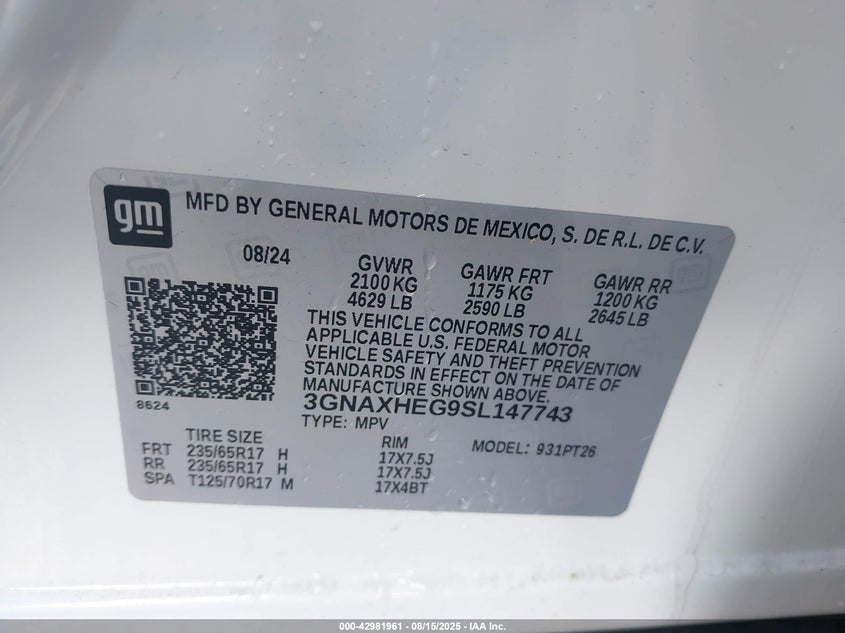 gm
MFD BY GENERAL MOTORS DE MEXICO, S. DE R.L. DE C.V.
08/24 GVWR GAWR FRT GAWR RR
2100 KG 1175 KG 1200 KG
4629 LB 2590 LB 2645 LB
THIS VEHICLE CONFORMS TO ALL
APPLICABLE U.S. FEDERAL MOTOR
VEHICLE SAFETY AND THEFT PREVENTION
STANDARDS IN EFFECT ON THE DATE OF
MANUFACTURE SHOWN ABOVE.
8624
3GNAXHEG9SL147743
TYPE: MPV
TIRE SIZE RIM MODEL: 931PT26
FRT 235/65R17 H 17X7.5J
RR 235/65R17 H 17X7.5J
SPA T125/70R17 M 17X4BT
000-42981961 - 08/15/2025 - IAA Inc.